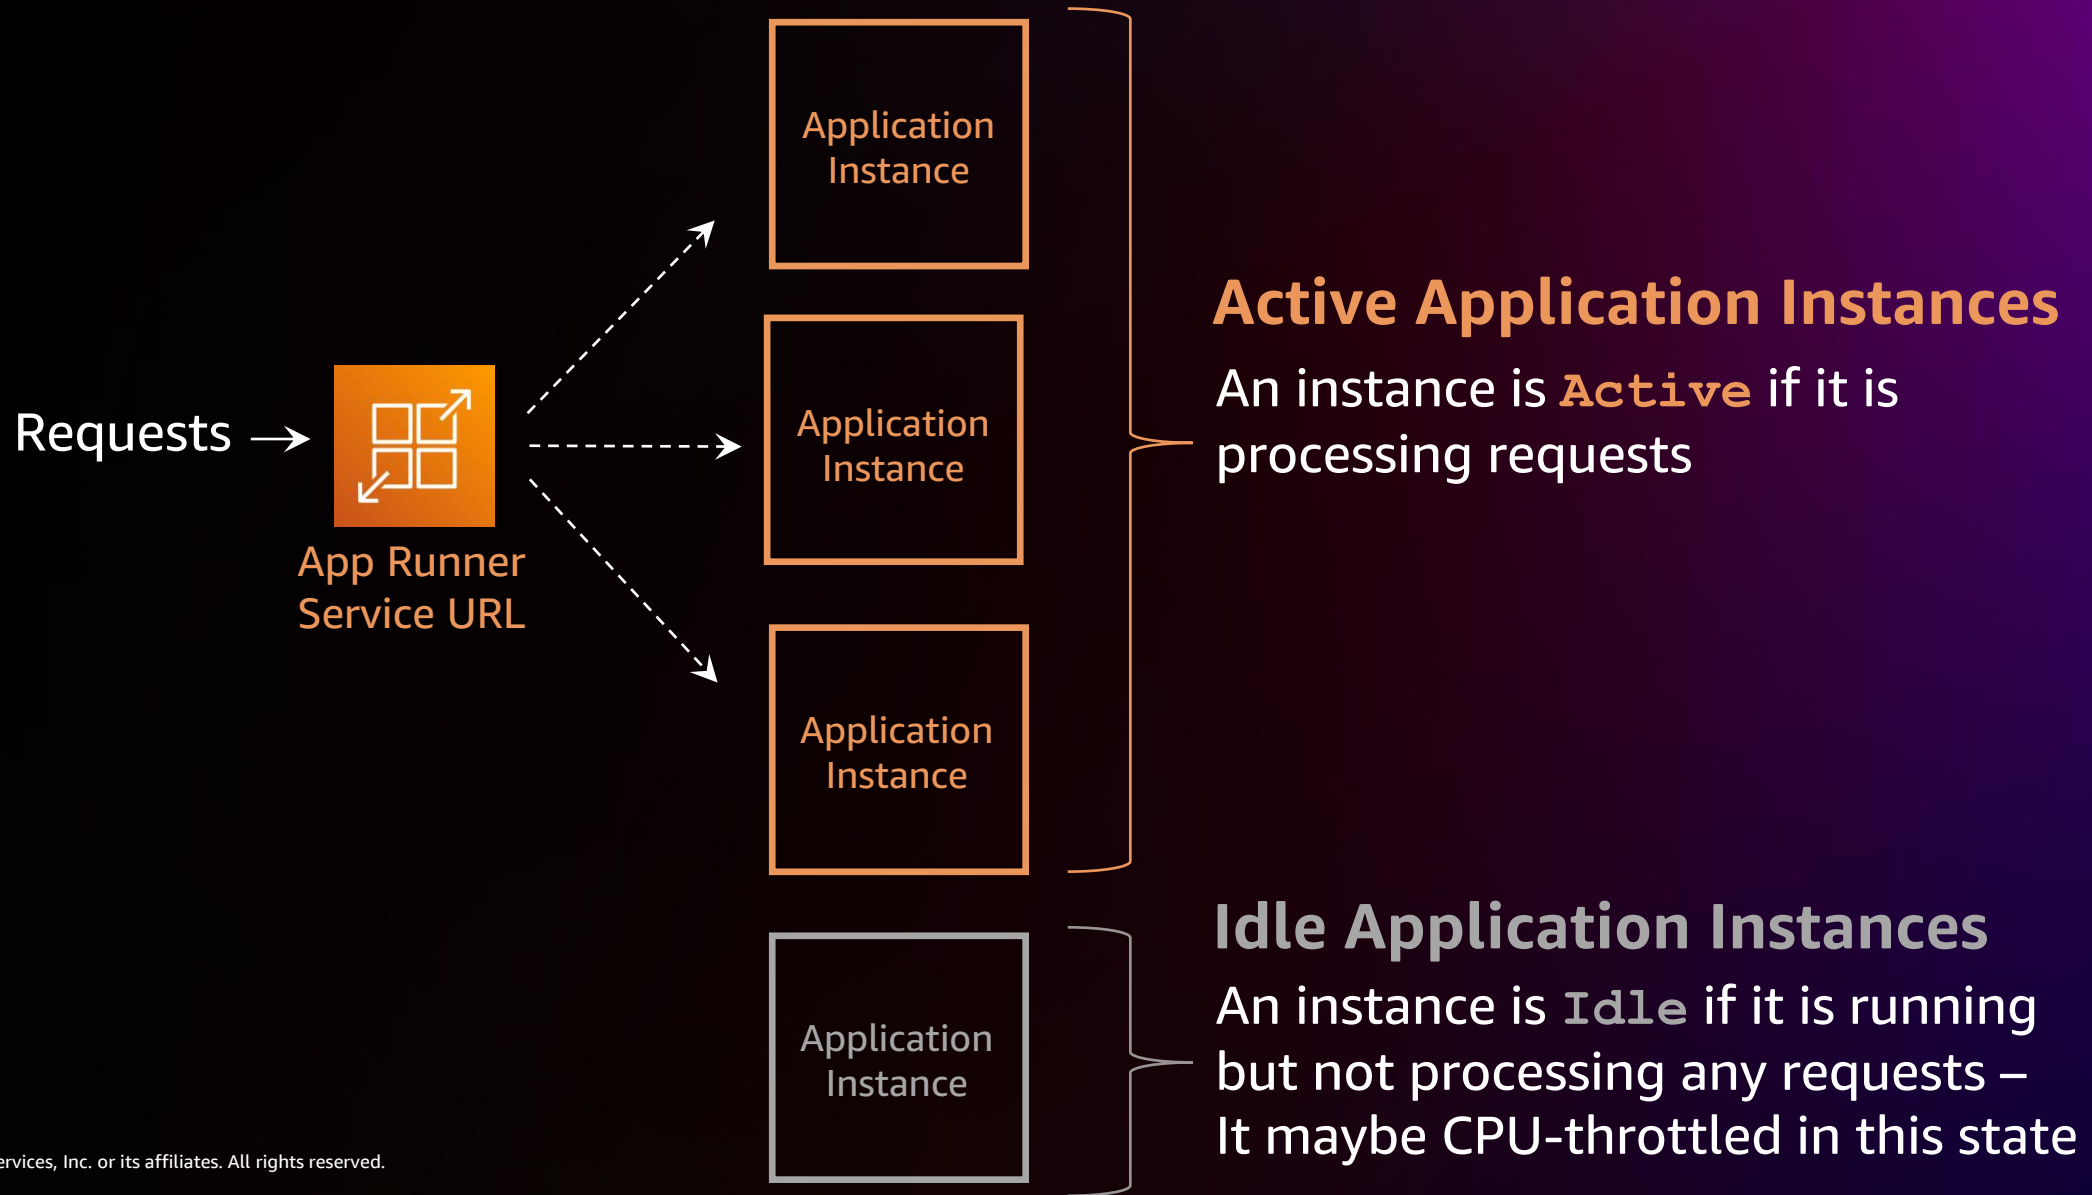 Requests
App Runner
Service URL
Application
Instance
Application
Instance
Application
Instance
Application
Instance
Active Application Instances
An instance is Active if it is
processing requests
Idle Application Instances
An instance is Idle if it is running
but not processing any requests –
It maybe CPU-throttled in this state
ervices, Inc. or its affiliates. All rights reserved.